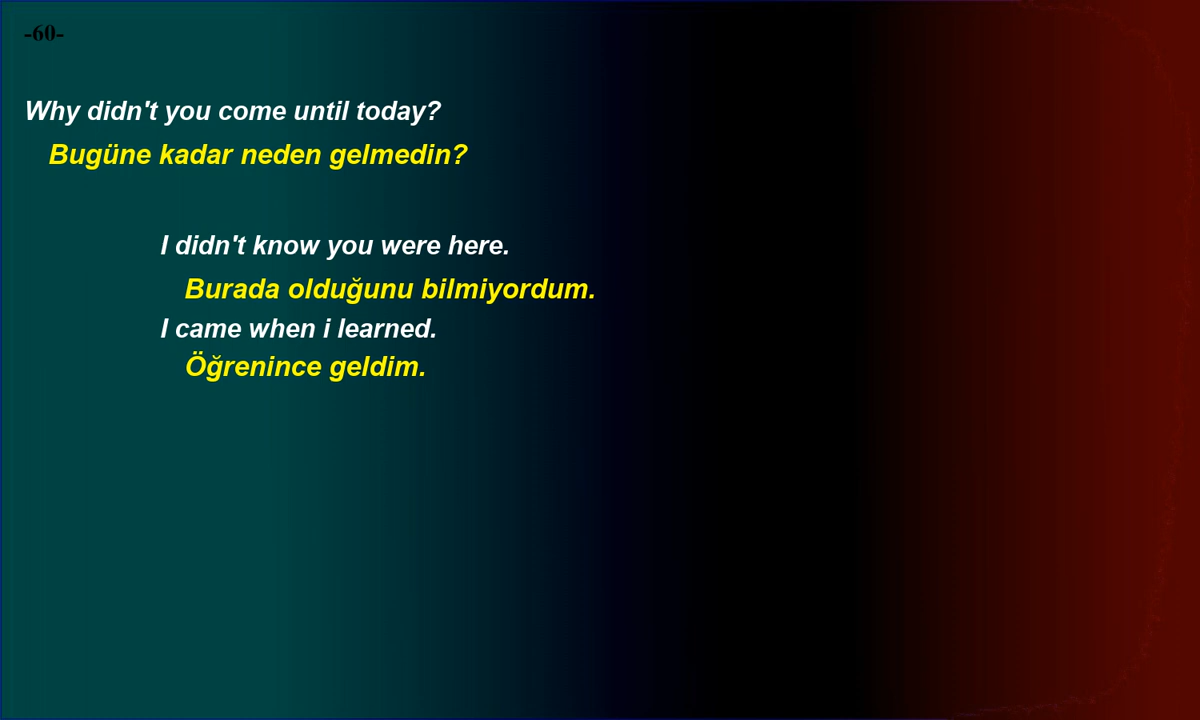 -60-
Why didn't you come until today?
Bugüne kadar neden gelmedin?
I didn't know you were here.
Burada olduğunu bilmiyordum.
I came when i learned.
Öğrenince geldim.